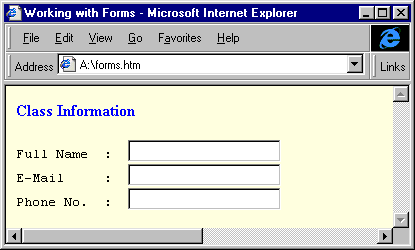 Working with Forms - Microsoft Internet Explorer
File Edit View Go Favorites Help
Address A:\forms.htm Links
Class Information
Full Name :
E-Mail :
Phone No. :